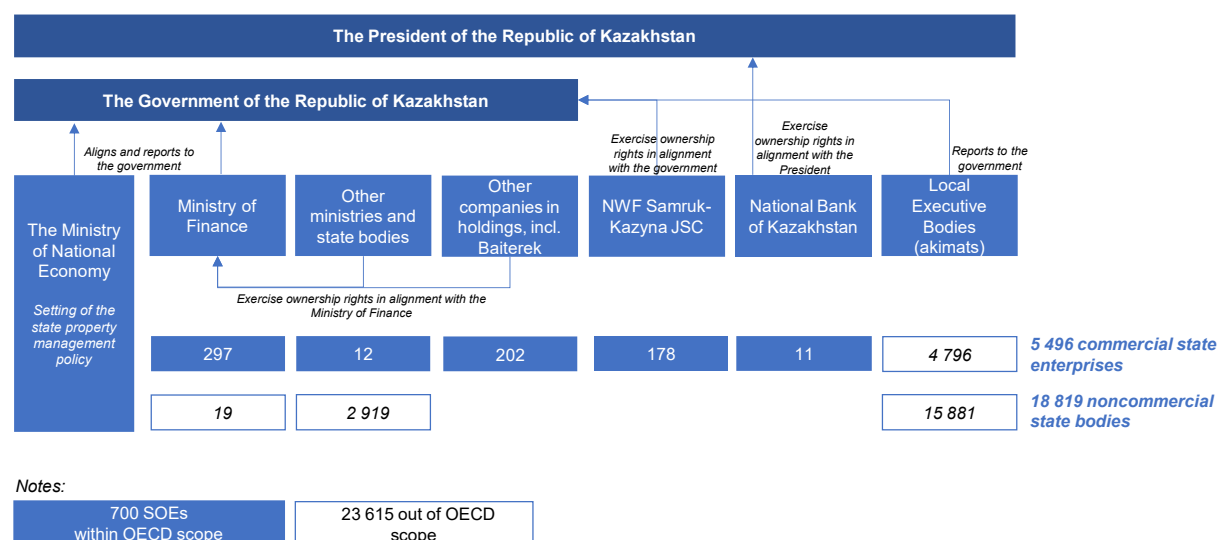 The President of the Republic of Kazakhstan
The Government of the Republic of Kazakhstan
Aligns and reports to
the government
Exercise ownership
rights in alignment
with the government
Exercise
ownership rights in
alignment with the
President
Reports to the
government
The Ministry
of National
Economy
Setting of the
state property
management
policy
Ministry of
Finance
Other
ministries and
state bodies
Other
companies in
holdings, incl.
Baiterek
NWF Samruk-
Kazyna JSC
National Bank
of Kazakhstan
Local
Executive
Bodies
(akimats)
Exercise ownership rights in alignment with the
Ministry of Finance
297
12
202
178
11
4 796
5 496 commercial state
enterprises
19
2 919
15 881
18 819 noncommercial
state bodies
Notes:
700 SOEs
within OECD scope
23 615 out of OECD
scope